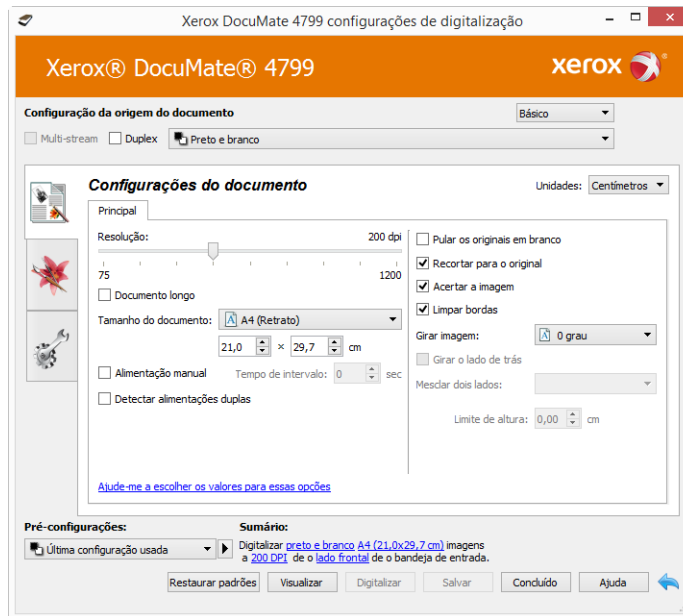 Xerox DocuMate 4799 configurações de digitalização
Xerox® DocuMate® 4799
xerox
Configuração da origem do documento
Básico
Multi-stream Duplex Preto e branco
Configurações do documento
Unidades: Centímetros
Principal
Resolução: 200 dpi
75 1200
Documento longo
Tamanho do documento: A4 (Retrato)
21,0 × 29,7 cm
Alimentação manual Tempo de intervalo: 0 sec
Detectar alimentações duplas
Pular os originais em branco
Recortar para o original
Acertar a imagem
Limpar bordas
Girar imagem: 0 grau
Girar o lado de trás
Mesclar dois lados:
Limite de altura: 0,00 cm
Ajude-me a escolher os valores para essas opções
Pré-configurações:
Última configuração usada
Sumário:
Digitalizar preto e branco A4 (21,0x29,7 cm) imagens
a 200 DPI de o lado frontal de o bandeja de entrada.
Restaurar padrões Visualizar Digitalizar Salvar Concluído Ajuda